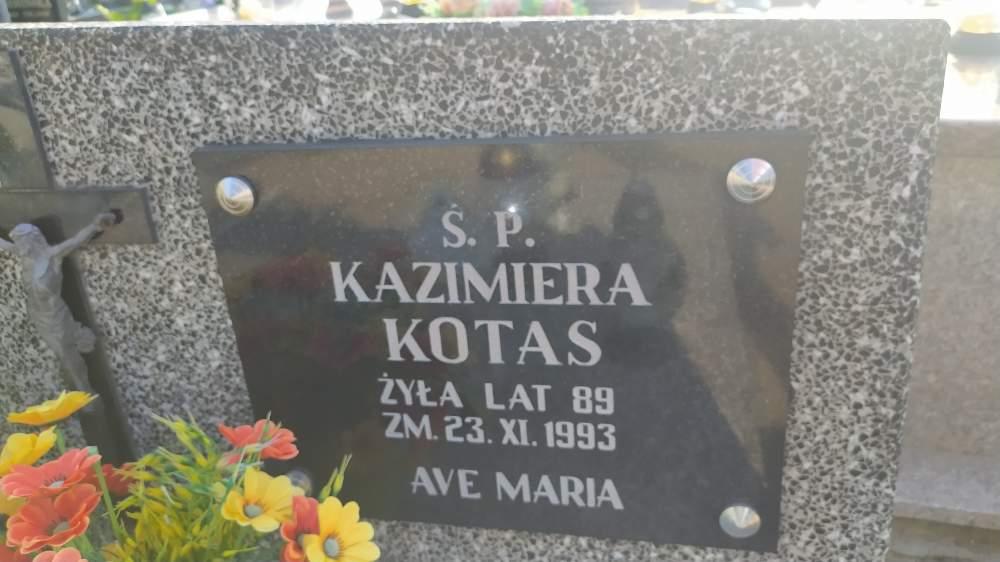 Ś. P.
KAZIMIERA
KOTAS
ŻYŁA LAT 89
ZM. 23. XI. 1993
AVE MARIA